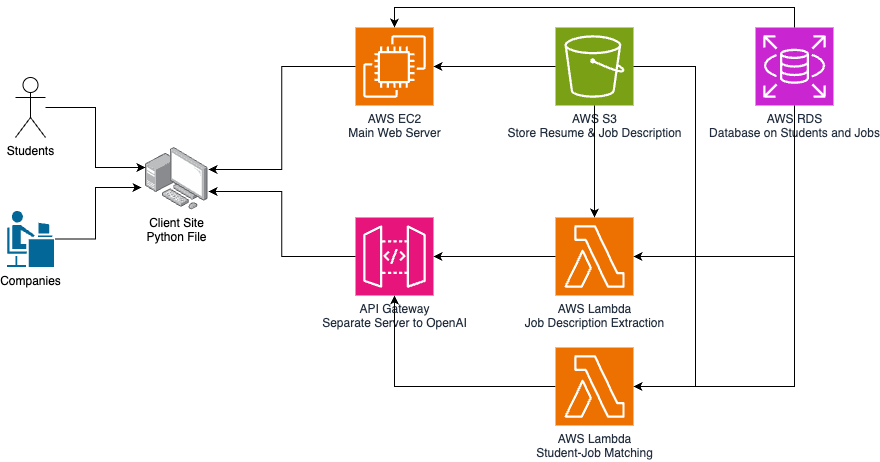 Students
Companies
Client Site
Python File
AWS EC2
Main Web Server
AWS S3
Store Resume & Job Description
AWS RDS
Database on Students and Jobs
</>
API Gateway
Separate Server to OpenAI
AWS Lambda
Job Description Extraction
AWS Lambda
Student-Job Matching